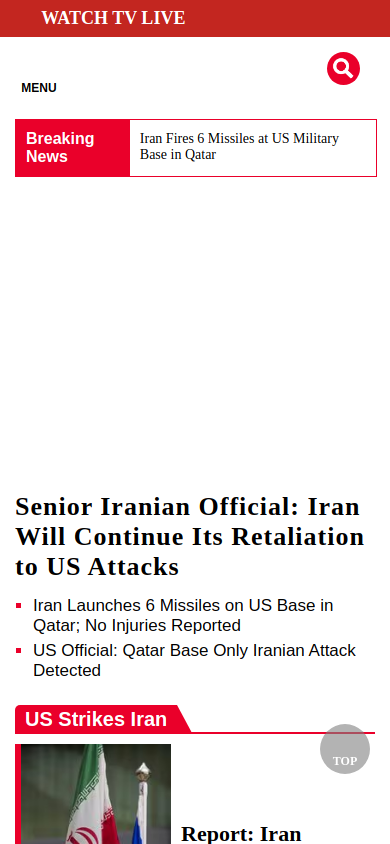 WATCH TV LIVE
MENU
Breaking
News
Iran Fires 6 Missiles at US Military
Base in Qatar
Senior Iranian Official: Iran
Will Continue Its Retaliation
to US Attacks
Iran Launches 6 Missiles on US Base in
Qatar; No Injuries Reported
US Official: Qatar Base Only Iranian Attack
Detected
US Strikes Iran
TOP
Report: Iran